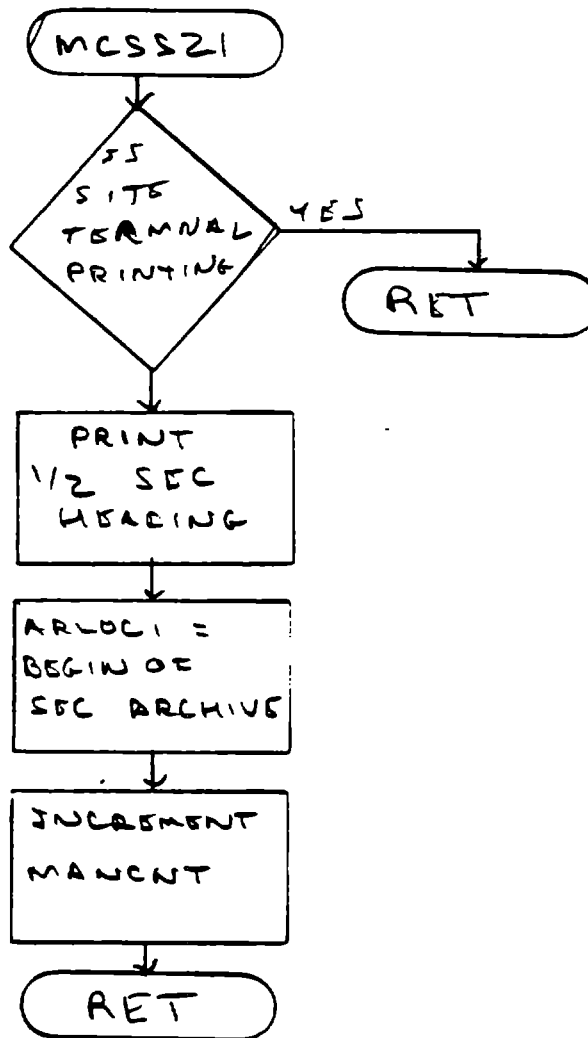 MCSSZ1
IS
SITE
TERMNAL
PRINTING
YES
RET
PRINT
1/2 SEC
HEADING
ARLOC1 =
BEGIN OF
SEC ARCHIVE
INCREMENT
MANCNT
RET